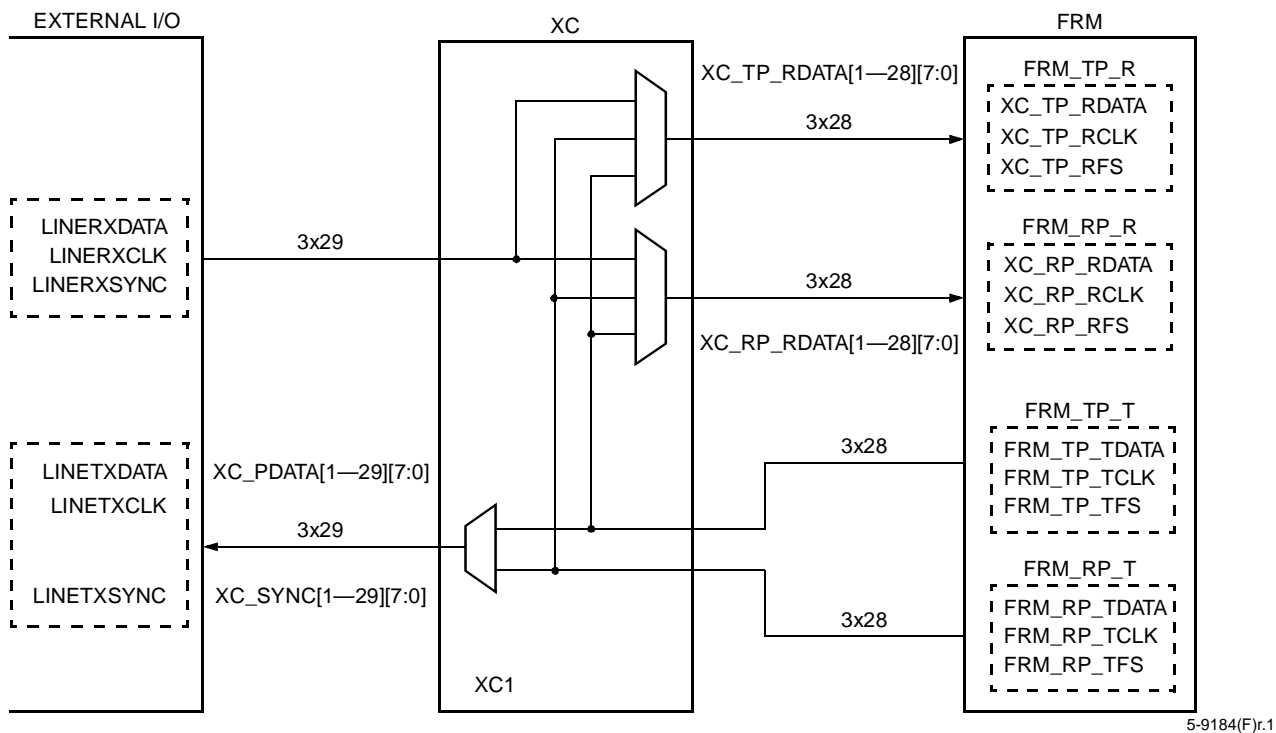 EXTERNAL I/O
XC
FRM
XC_TP_RDATA[1—28][7:0]
FRM_TP_R
XC_TP_RDATA
3x28
XC_TP_RCLK
XC_TP_RFS
LINERXDATA
LINERXCLK
LINERXSYNC
3x29
FRM_RP_R
XC_RP_RDATA
3x28
XC_RP_RCLK
XC_RP_RFS
XC_RP_RDATA[1—28][7:0]
FRM_TP_T
3x28
FRM_TP_TDATA
FRM_TP_TCLK
FRM_TP_TFS
LINETXDATA
XC_PDATA[1—29][7:0]
LINETXCLK
3x29
LINETXSYNC
XC_SYNC[1—29][7:0]
FRM_RP_T
FRM_RP_TDATA
3x28
FRM_RP_TCLK
FRM_RP_TFS
XC1
5-9184(F)r.1